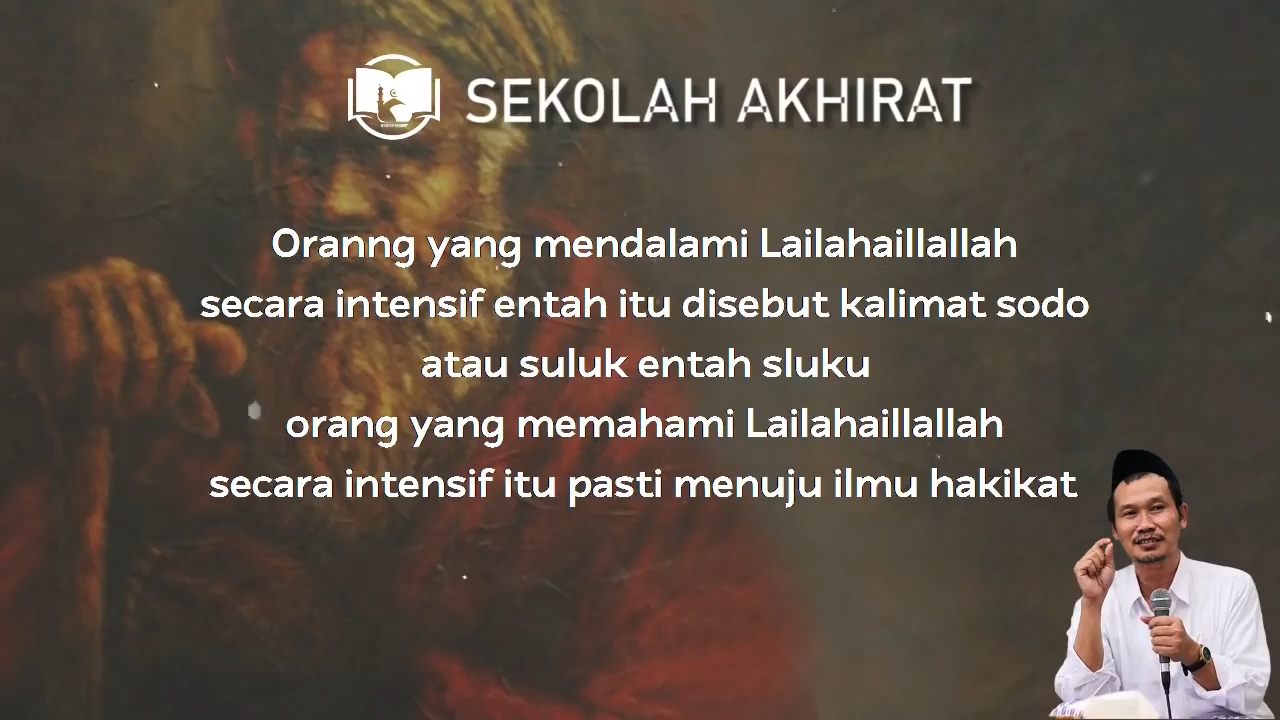 SEKOLAH AKHIRAT
Oranng yang mendalami Lailahaillallah
secara intensif entah itu disebut kalimat sodo
atau suluk entah sluku
orang yang memahami Lailahaillallah
secara intensif itu pasti menuju ilmu hakikat